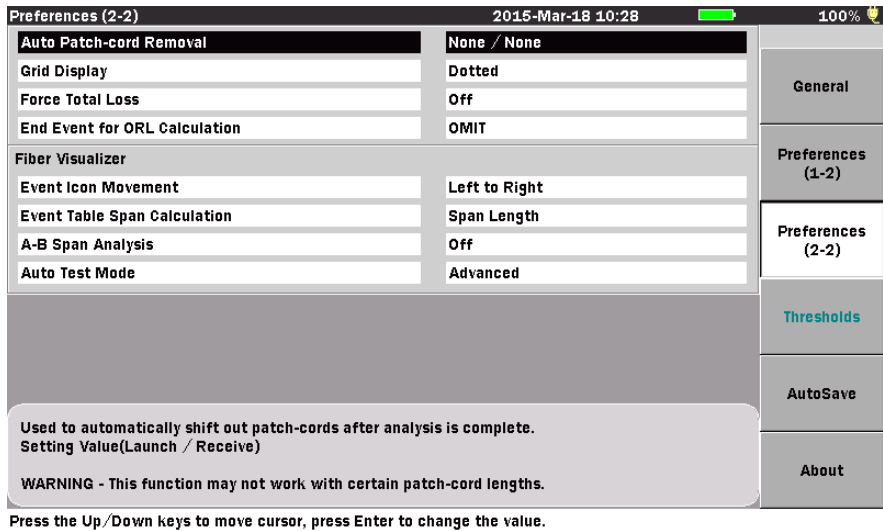 Preferences (2-2) 2015-Mar-18 10:28 100%
Auto Patch-cord Removal None / None
Grid Display Dotted
Force Total Loss Off
End Event for ORL Calculation OMIT
Fiber Visualizer
Event Icon Movement Left to Right
Event Table Span Calculation Span Length
A-B Span Analysis Off
Auto Test Mode Advanced
Used to automatically shift out patch-cords after analysis is complete.
Setting Value(Launch / Receive)
WARNING - This function may not work with certain patch-cord lengths.
Press the Up/Down keys to move cursor, press Enter to change the value.
General
Preferences
(1-2)
Preferences
(2-2)
Thresholds
AutoSave
About